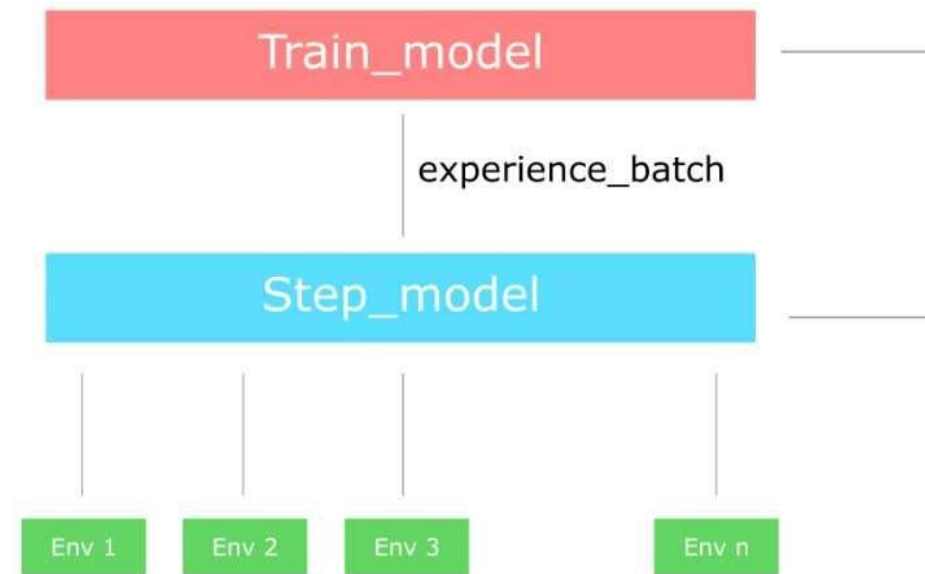 Train_model
experience_batch
Step_model
Env 1 Env 2 Env 3 Env n